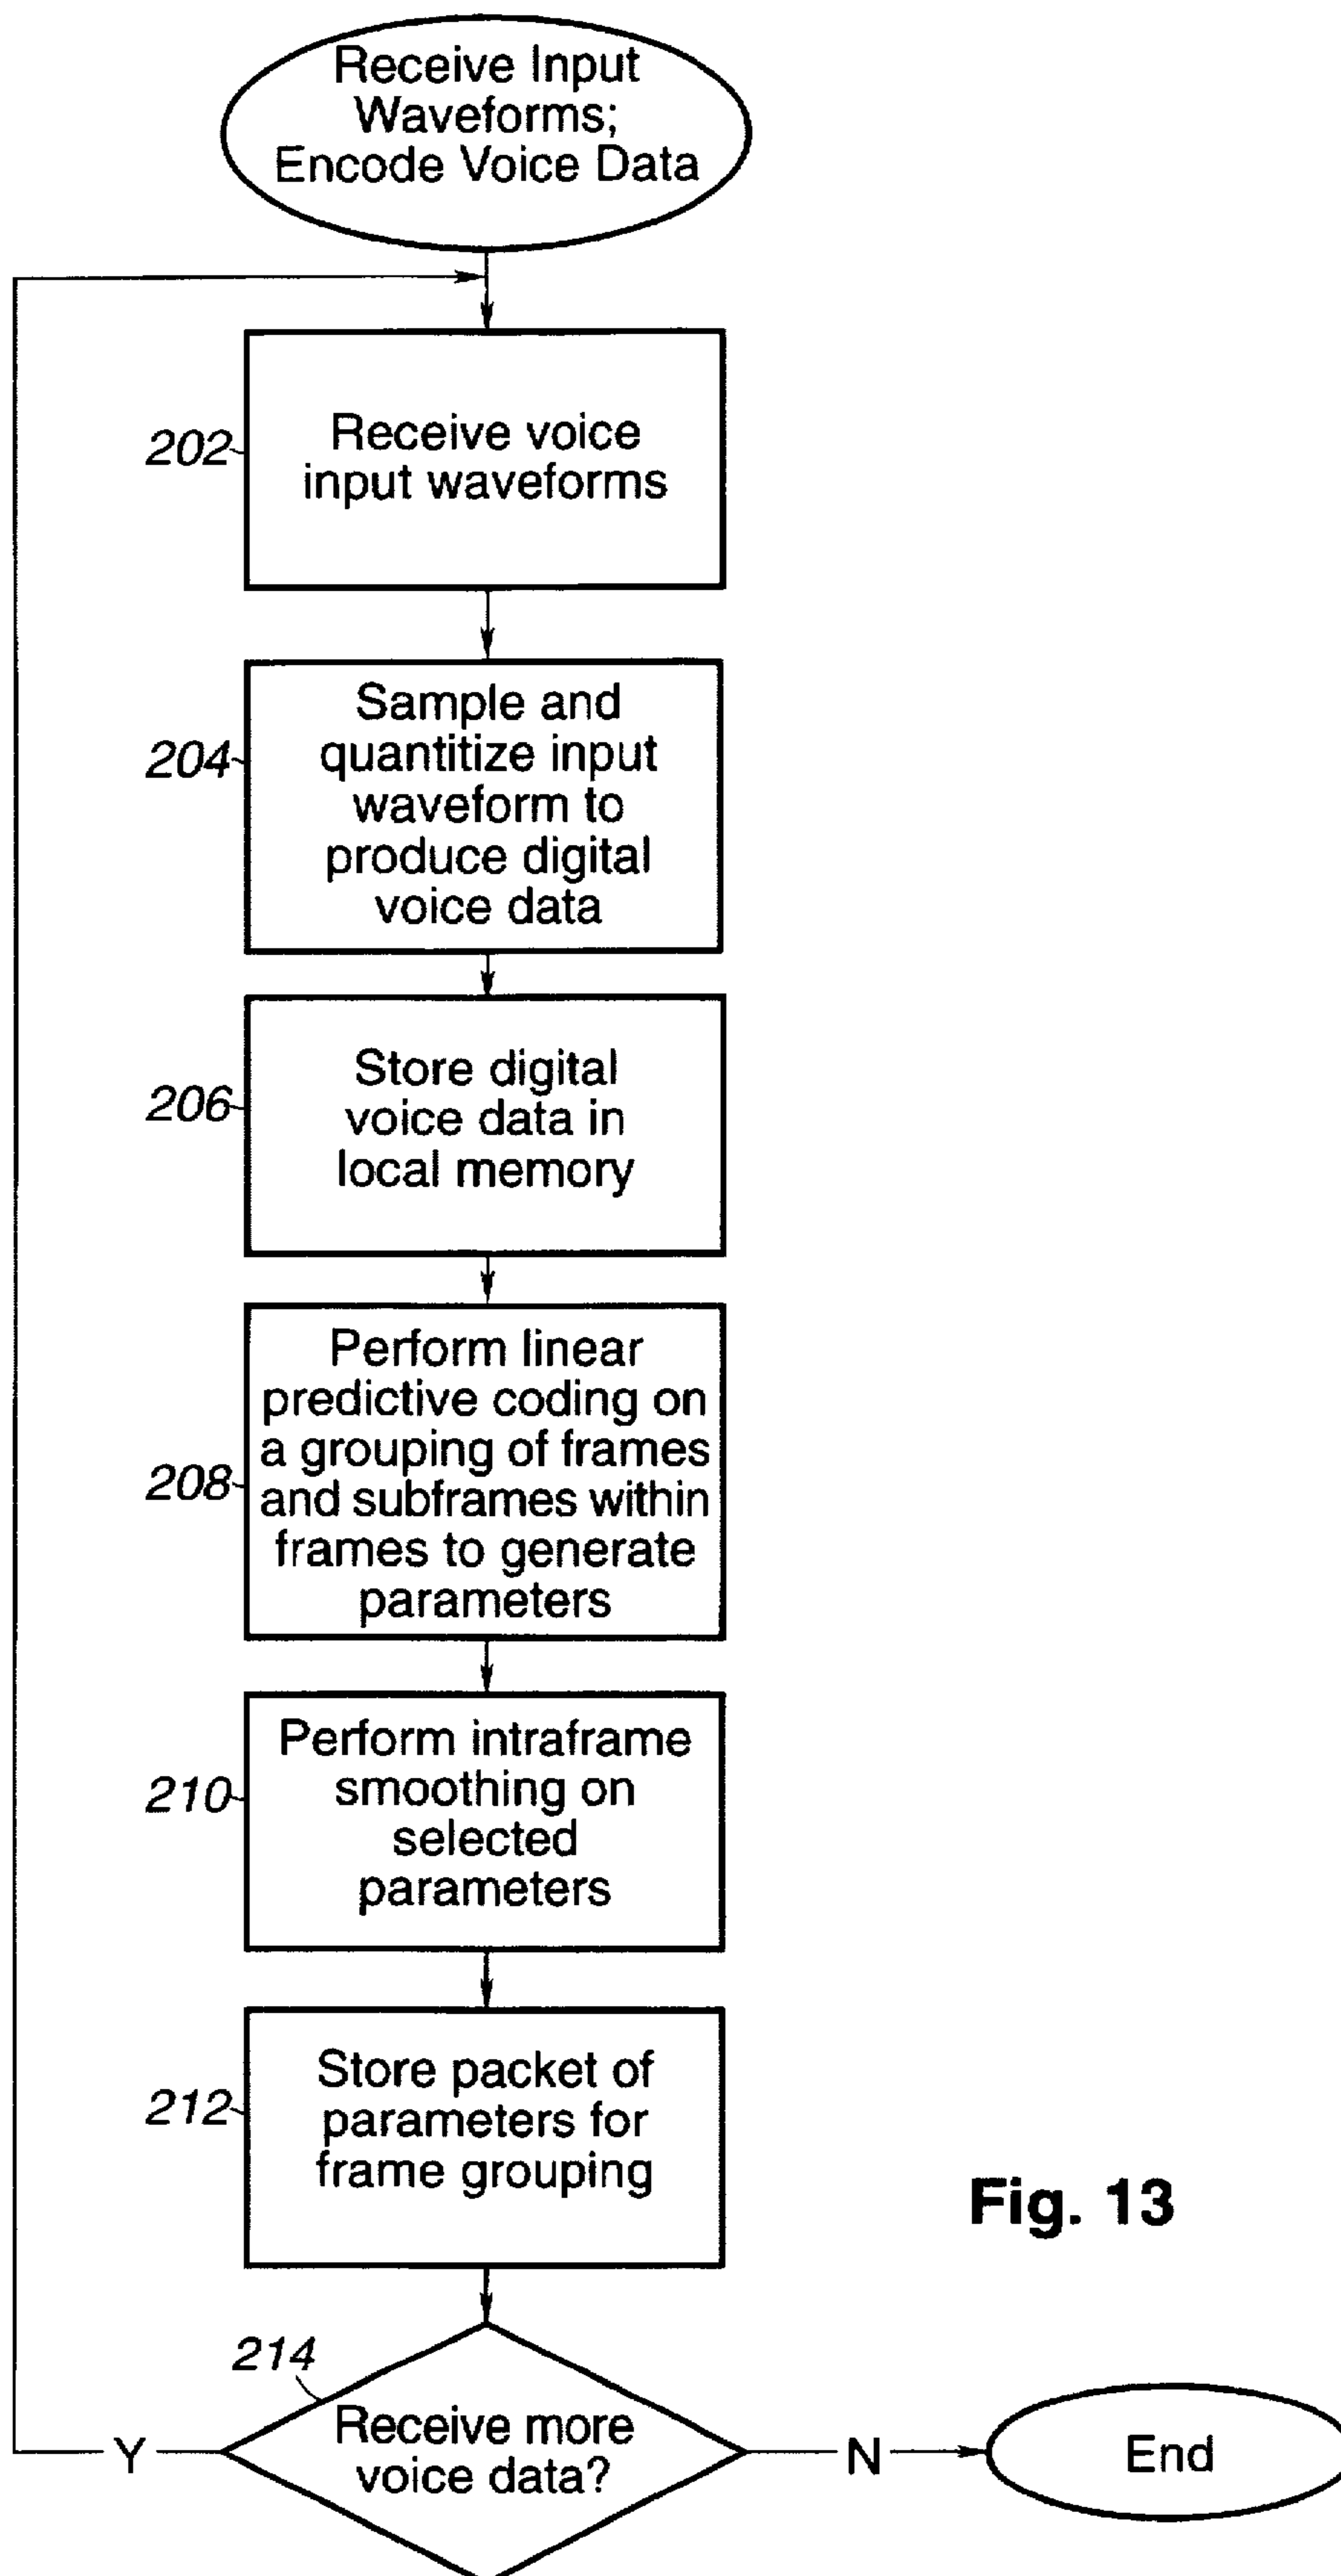 Receive Input
Waveforms;
Encode Voice Data
202
Receive voice
input waveforms
204
Sample and
quantitize input
waveform to
produce digital
voice data
206
Store digital
voice data in
local memory
208
Perform linear
predictive coding on
a grouping of frames
and subframes within
frames to generate
parameters
210
Perform intraframe
smoothing on
selected
parameters
212
Store packet of
parameters for
frame grouping
Fig. 13
214
Receive more
voice data?
Y
N
End